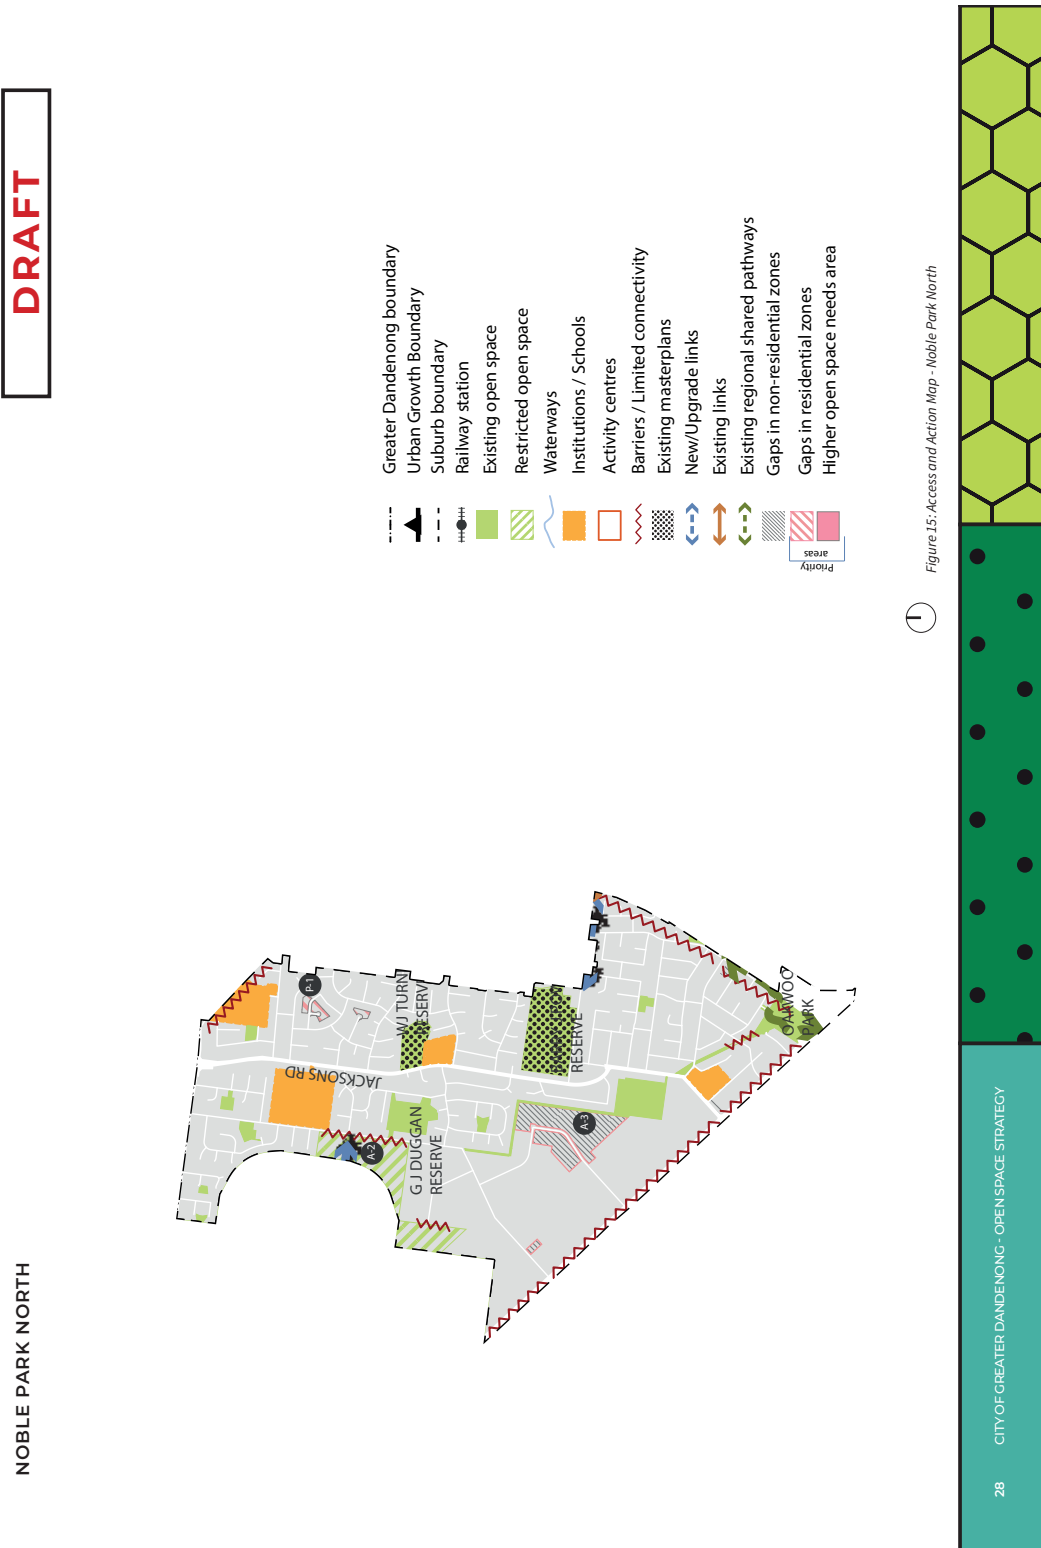 NOBLE PARK NORTH
DRAFT
JACKSONS RD
P-1
A-2
G J DUGGAN
RESERVE
WJ TURN
RESERV
RESERVE
A-3
PARK
Greater Dandenong boundary
Urban Growth Boundary
Suburb boundary
Railway station
Existing open space
Restricted open space
Waterways
Institutions / Schools
Activity centres
Barriers / Limited connectivity
Existing masterplans
New/Upgrade links
Existing links
Existing regional shared pathways
Gaps in non-residential zones
Gaps in residential zones
Higher open space needs area
Priority
areas
Figure 15: Access and Action Map - Noble Park North
28 CITY OF GREATER DANDENONG - OPEN SPACE STRATEGY